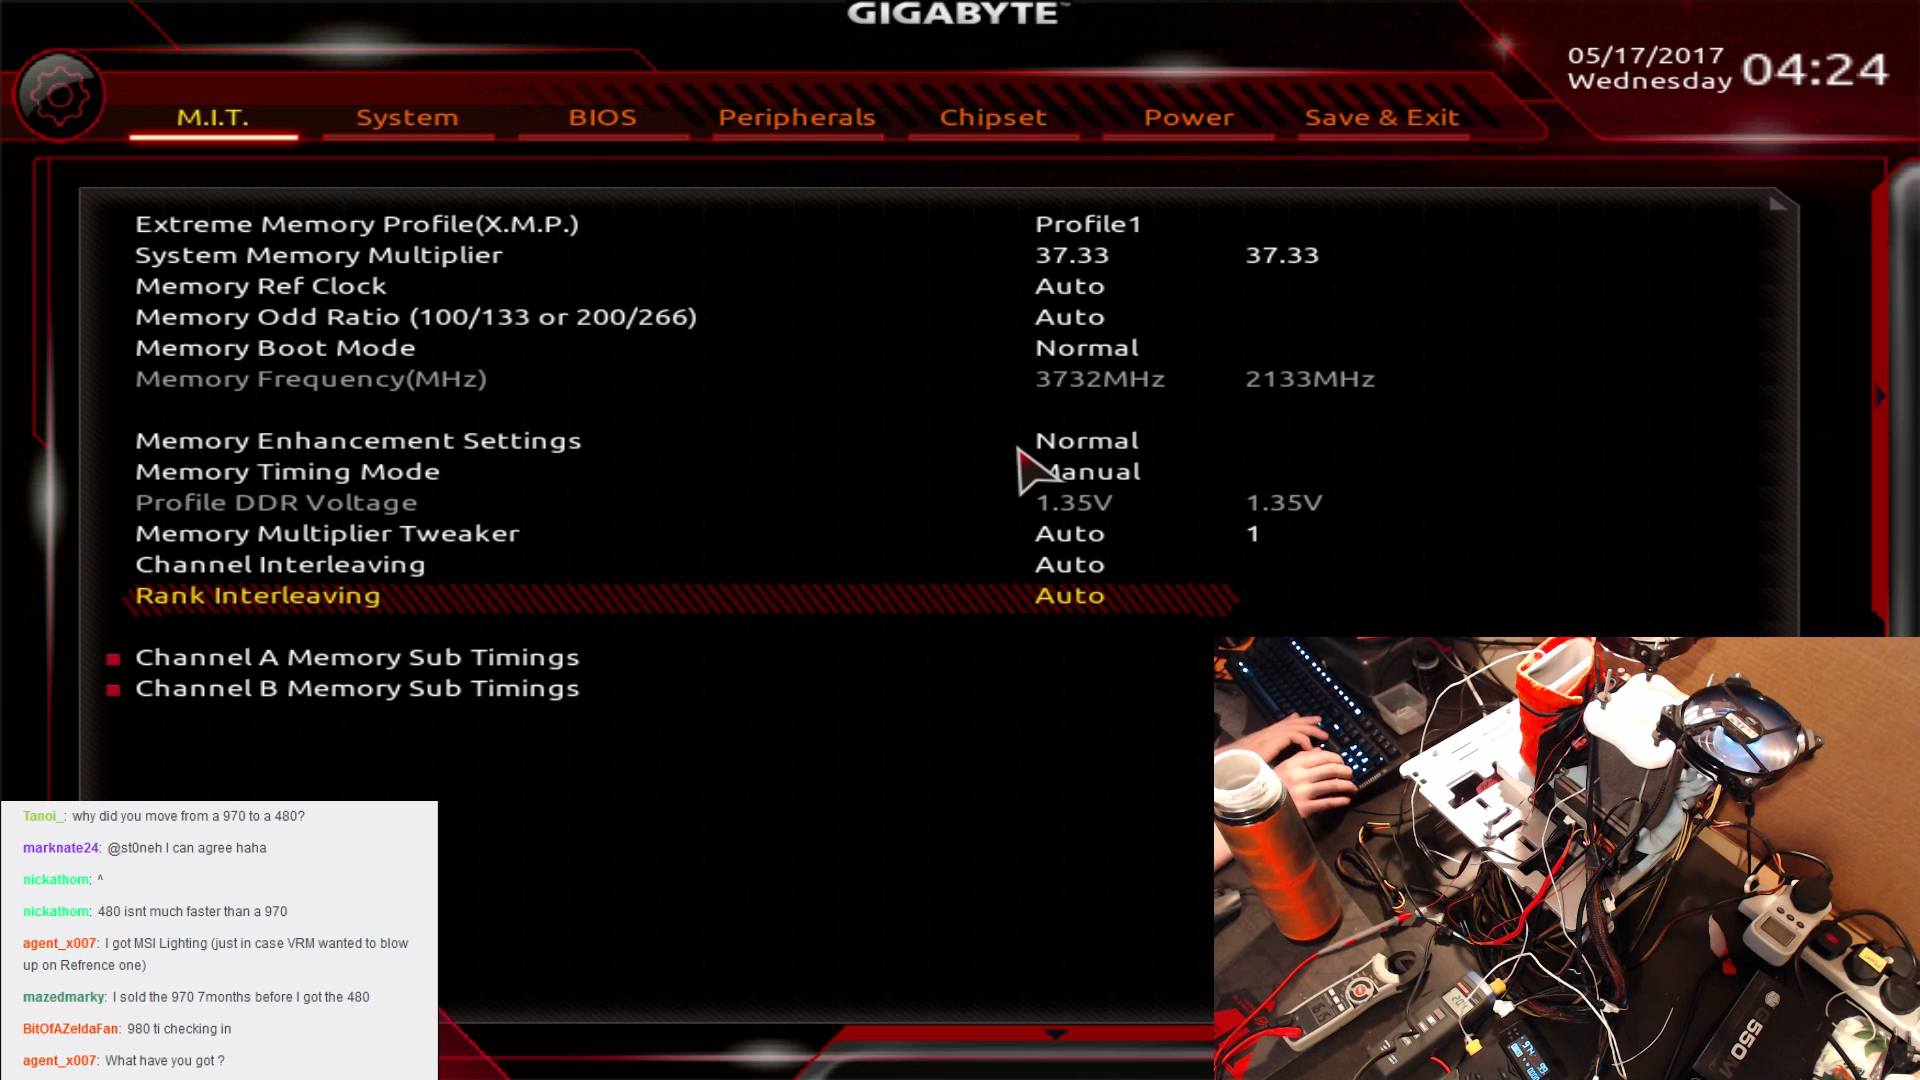 GIGABYTE
05/17/2017
Wednesday
04:24
M.I.T. System BIOS Peripherals Chipset Power Save & Exit
Extreme Memory Profile(X.M.P.) Profile1
System Memory Multiplier 37.33 37.33
Memory Ref Clock Auto
Memory Odd Ratio (100/133 or 200/266) Auto
Memory Boot Mode Normal
Memory Frequency(MHz) 3732MHz 2133MHz
Memory Enhancement Settings Normal
Memory Timing Mode Manual
Profile DDR Voltage 1.35V 1.35V
Memory Multiplier Tweaker Auto 1
Channel Interleaving Auto
Rank Interleaving Auto
Channel A Memory Sub Timings
Channel B Memory Sub Timings
Tanoi_: why did you move from a 970 to a 480?
marknate24: @st0neh I can agree haha
nickathom: ^
nickathom: 480 isnt much faster than a 970
agent_x007: I got MSI Lighting (just in case VRM wanted to blow
up on Refrence one)
mazedmarky: I sold the 970 7months before I got the 480
BitOfAZeldaFan: 980 ti checking in
agent_x007: What have you got ?
550